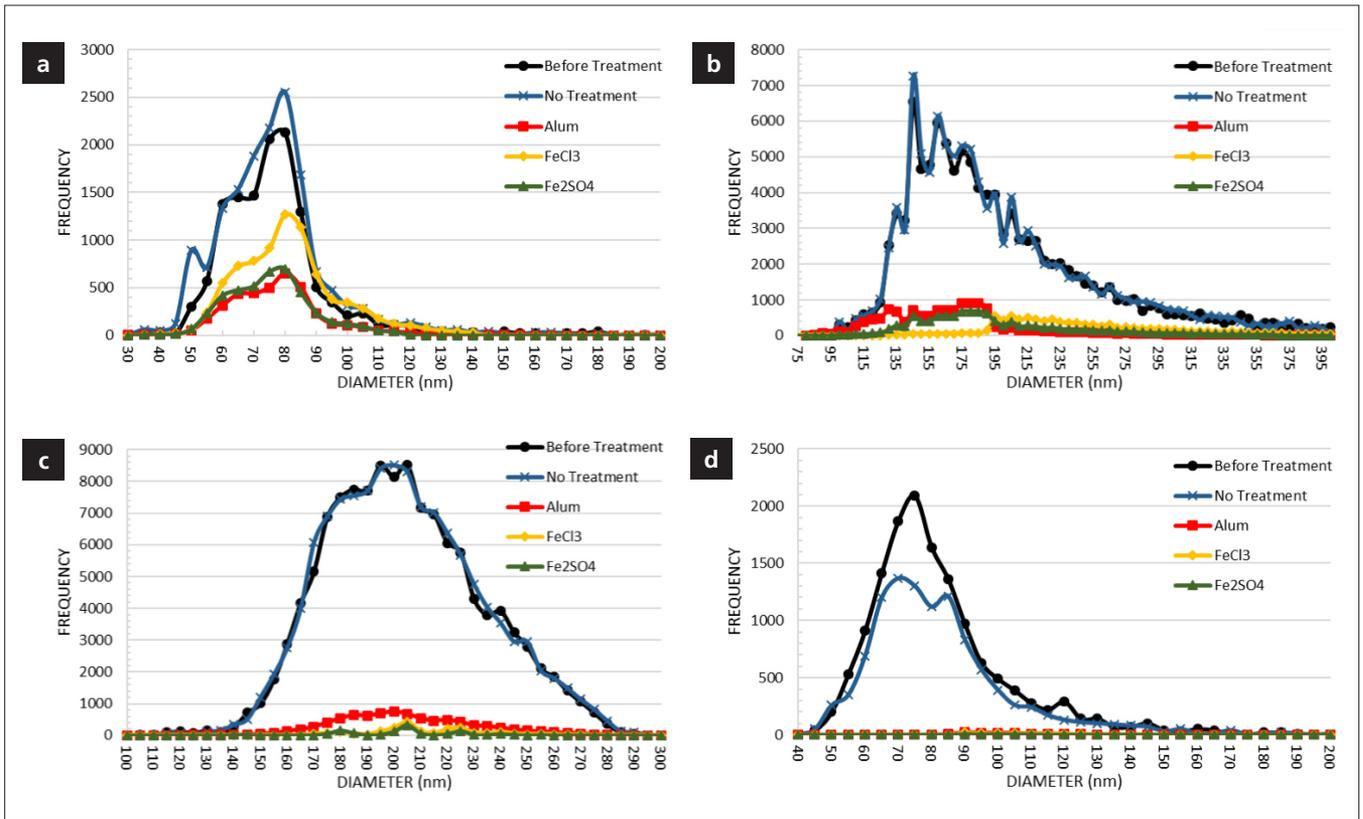 a
3000
2500
2000
1500
1000
500
0
FREQUENCY
30 40 50 60 70 80 90 100 110 120 130 140 150 160 170 180 190 200
DIAMETER (nm)
Before Treatment
No Treatment
Alum
FeCl3
Fe2SO4
b
8000
7000
6000
5000
4000
3000
2000
1000
0
FREQUENCY
75 95 115 135 155 175 195 215 235 255 275 295 315 335 355 375 395
DIAMETER (nm)
Before Treatment
No Treatment
Alum
FeCl3
Fe2SO4
c
9000
8000
7000
6000
5000
4000
3000
2000
1000
0
FREQUENCY
100 110 120 130 140 150 160 170 180 190 200 210 220 230 240 250 260 270 280 290 300
DIAMETER (nm)
Before Treatment
No Treatment
Alum
FeCl3
Fe2SO4
d
2500
2000
1500
1000
500
0
FREQUENCY
40 50 60 70 80 90 100 110 120 130 140 150 160 170 180 190 200
DIAMETER (nm)
Before Treatment
No Treatment
Alum
FeCl3
Fe2SO4